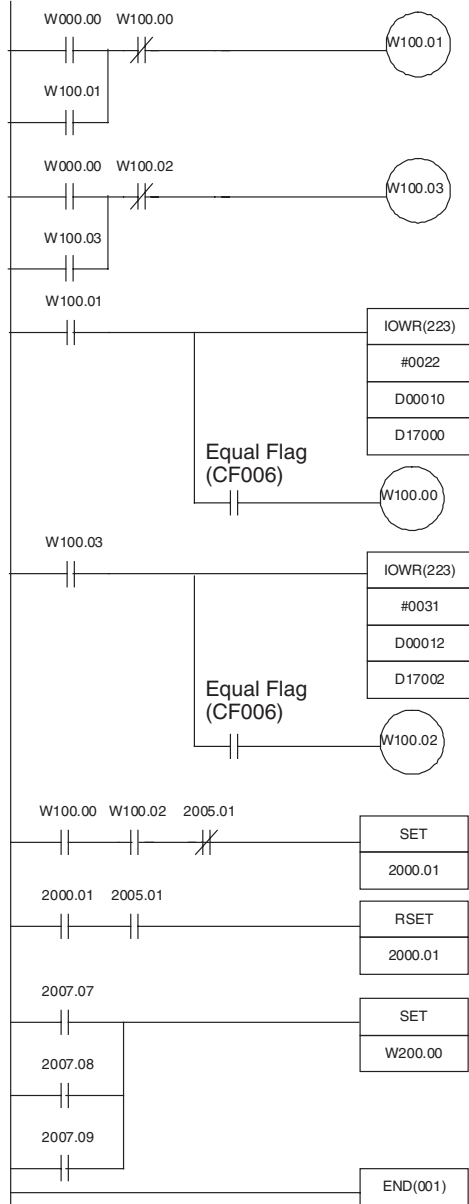 W000.00 W100.00
W100.01
W100.01
W000.00 W100.02
W100.03
W100.03
W100.01
IOWR(223)
#0022
D00010
D17000
Equal Flag
(CF006)
W100.00
W100.03
IOWR(223)
#0031
D00012
D17002
Equal Flag
(CF006)
W100.02
W100.00 W100.02 2005.01
SET
2000.01
2000.01 2005.01
RSET
2000.01
2007.07
SET
W200.00
2007.08
2007.09
END(001)